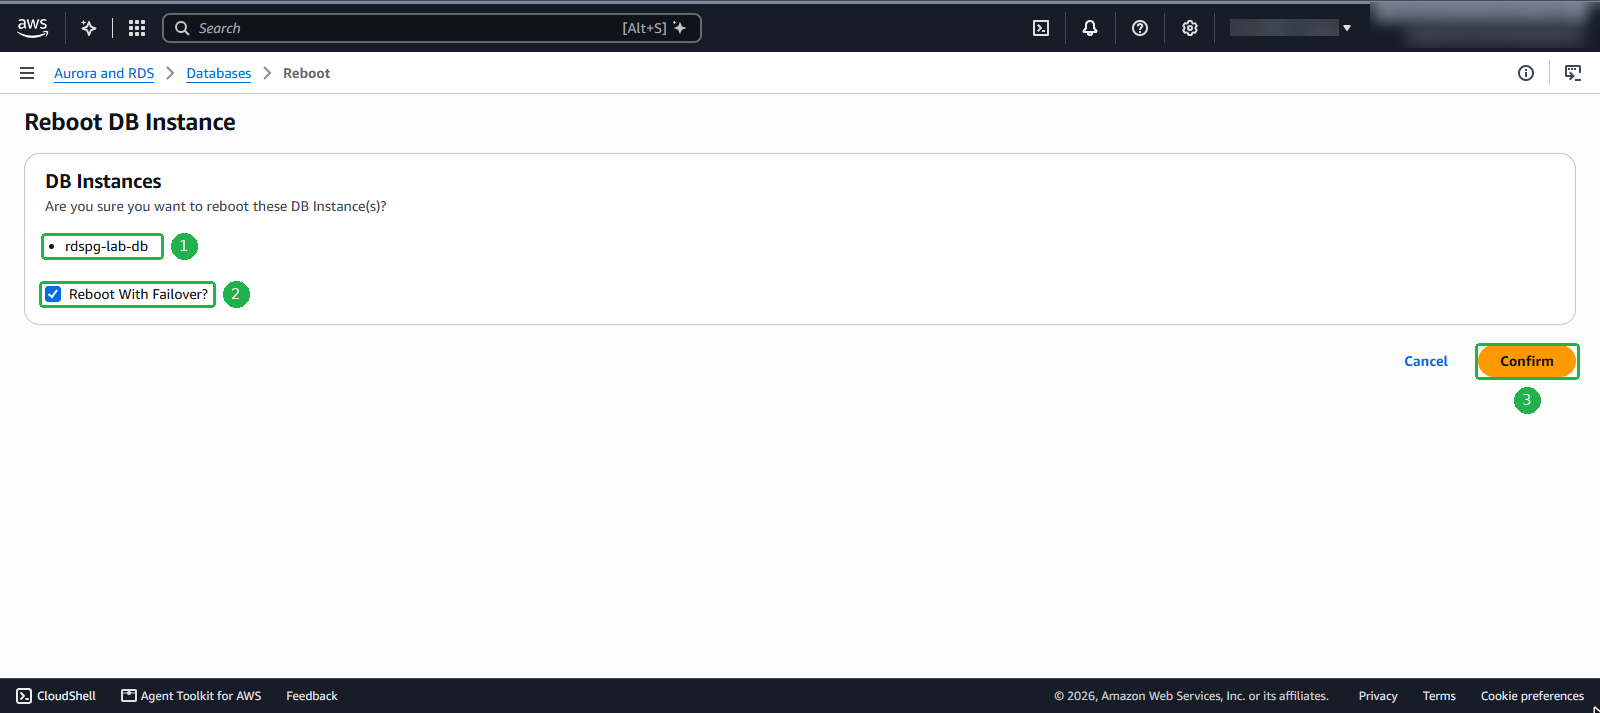 aws
Search [Alt+S]
Aurora and RDS > Databases > Reboot
Reboot DB Instance
DB Instances
Are you sure you want to reboot these DB Instance(s)?
• rdspg-lab-db 1
Reboot With Failover? 2
Cancel Confirm
3
CloudShell Agent Toolkit for AWS Feedback © 2026, Amazon Web Services, Inc. or its affiliates. Privacy Terms Cookie preferences